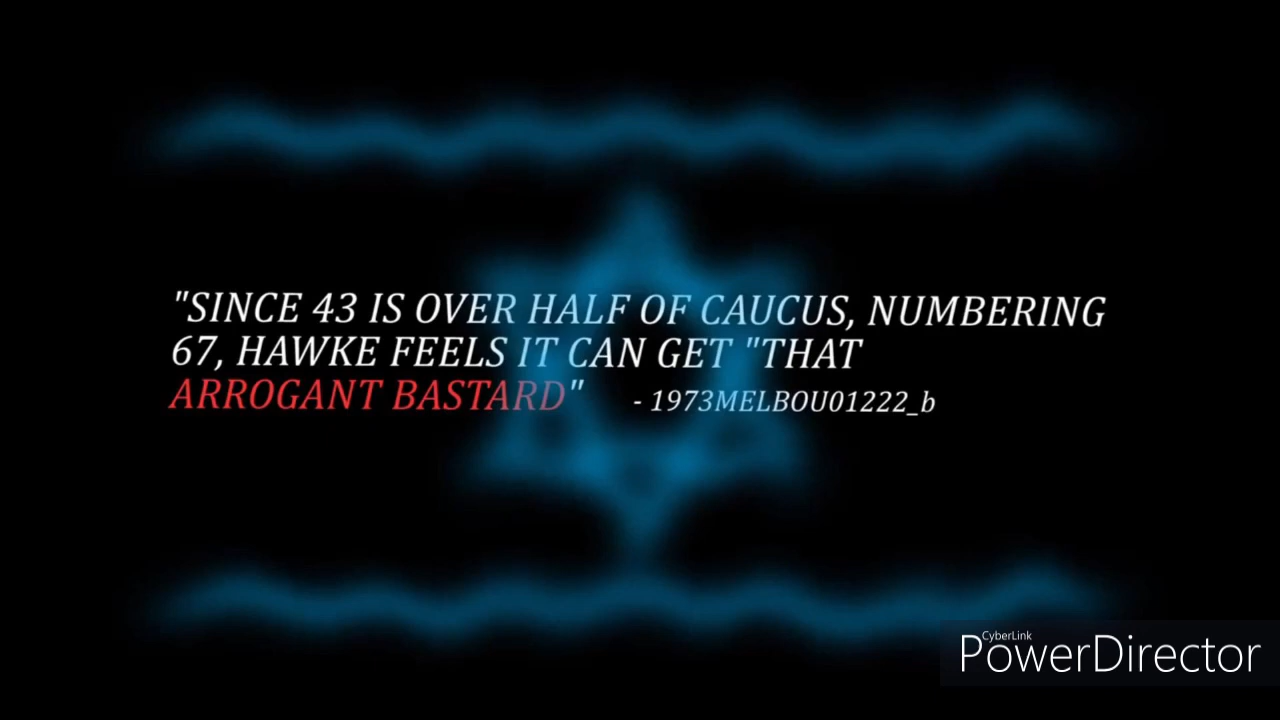 "SINCE 43 IS OVER HALF OF CAUCUS, NUMBERING
67, HAWKE FEELS IT CAN GET "THAT
ARROGANT BASTARD" - 1973MELBOU01222_b
CyberLink
PowerDirector